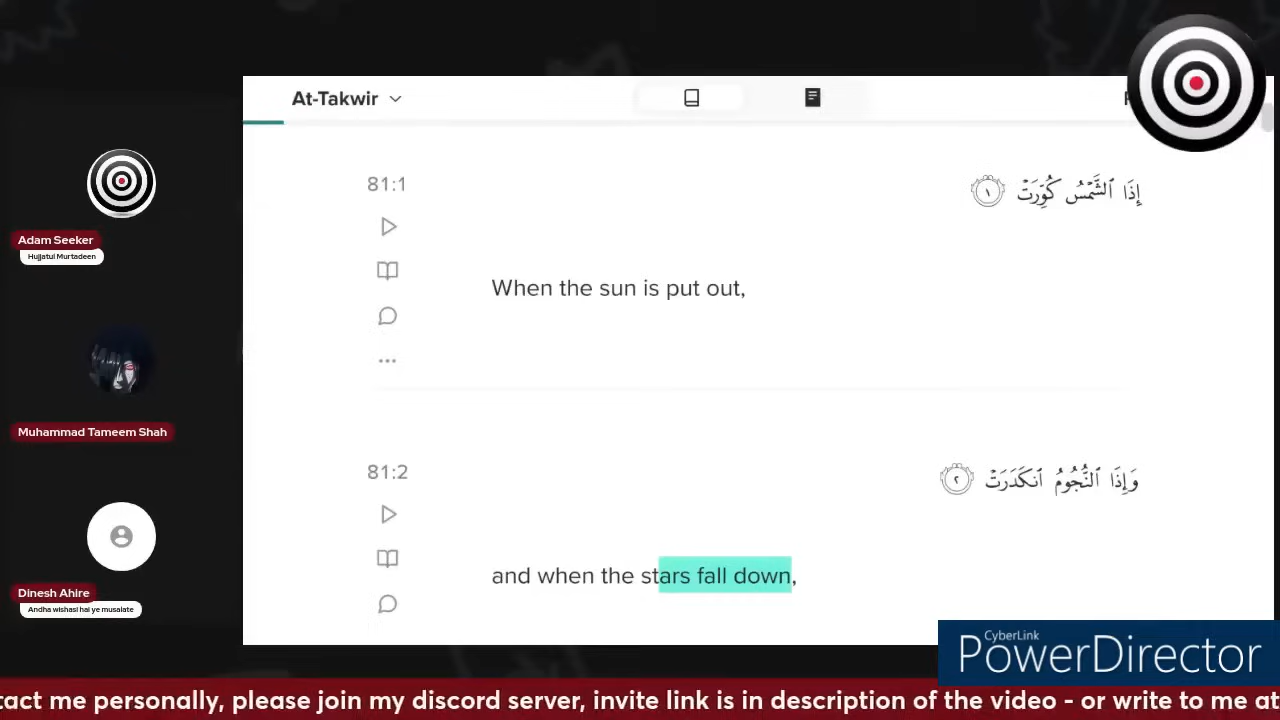 At-Takwir
81:1
إِذَا ٱلشَّمْسُ كُوِّرَتْ ١
When the sun is put out,
81:2
وَإِذَا ٱلنُّجُومُ ٱنكَدَرَتْ ٢
and when the stars fall down,
Adam Seeker
Hujjatul Murtadeen
Muhammad Tameem Shah
Dinesh Ahire
Andha wishasi hai ye musalate
CyberLink
PowerDirector
tact me personally, please join my discord server, invite link is in description of the video - or write to me at